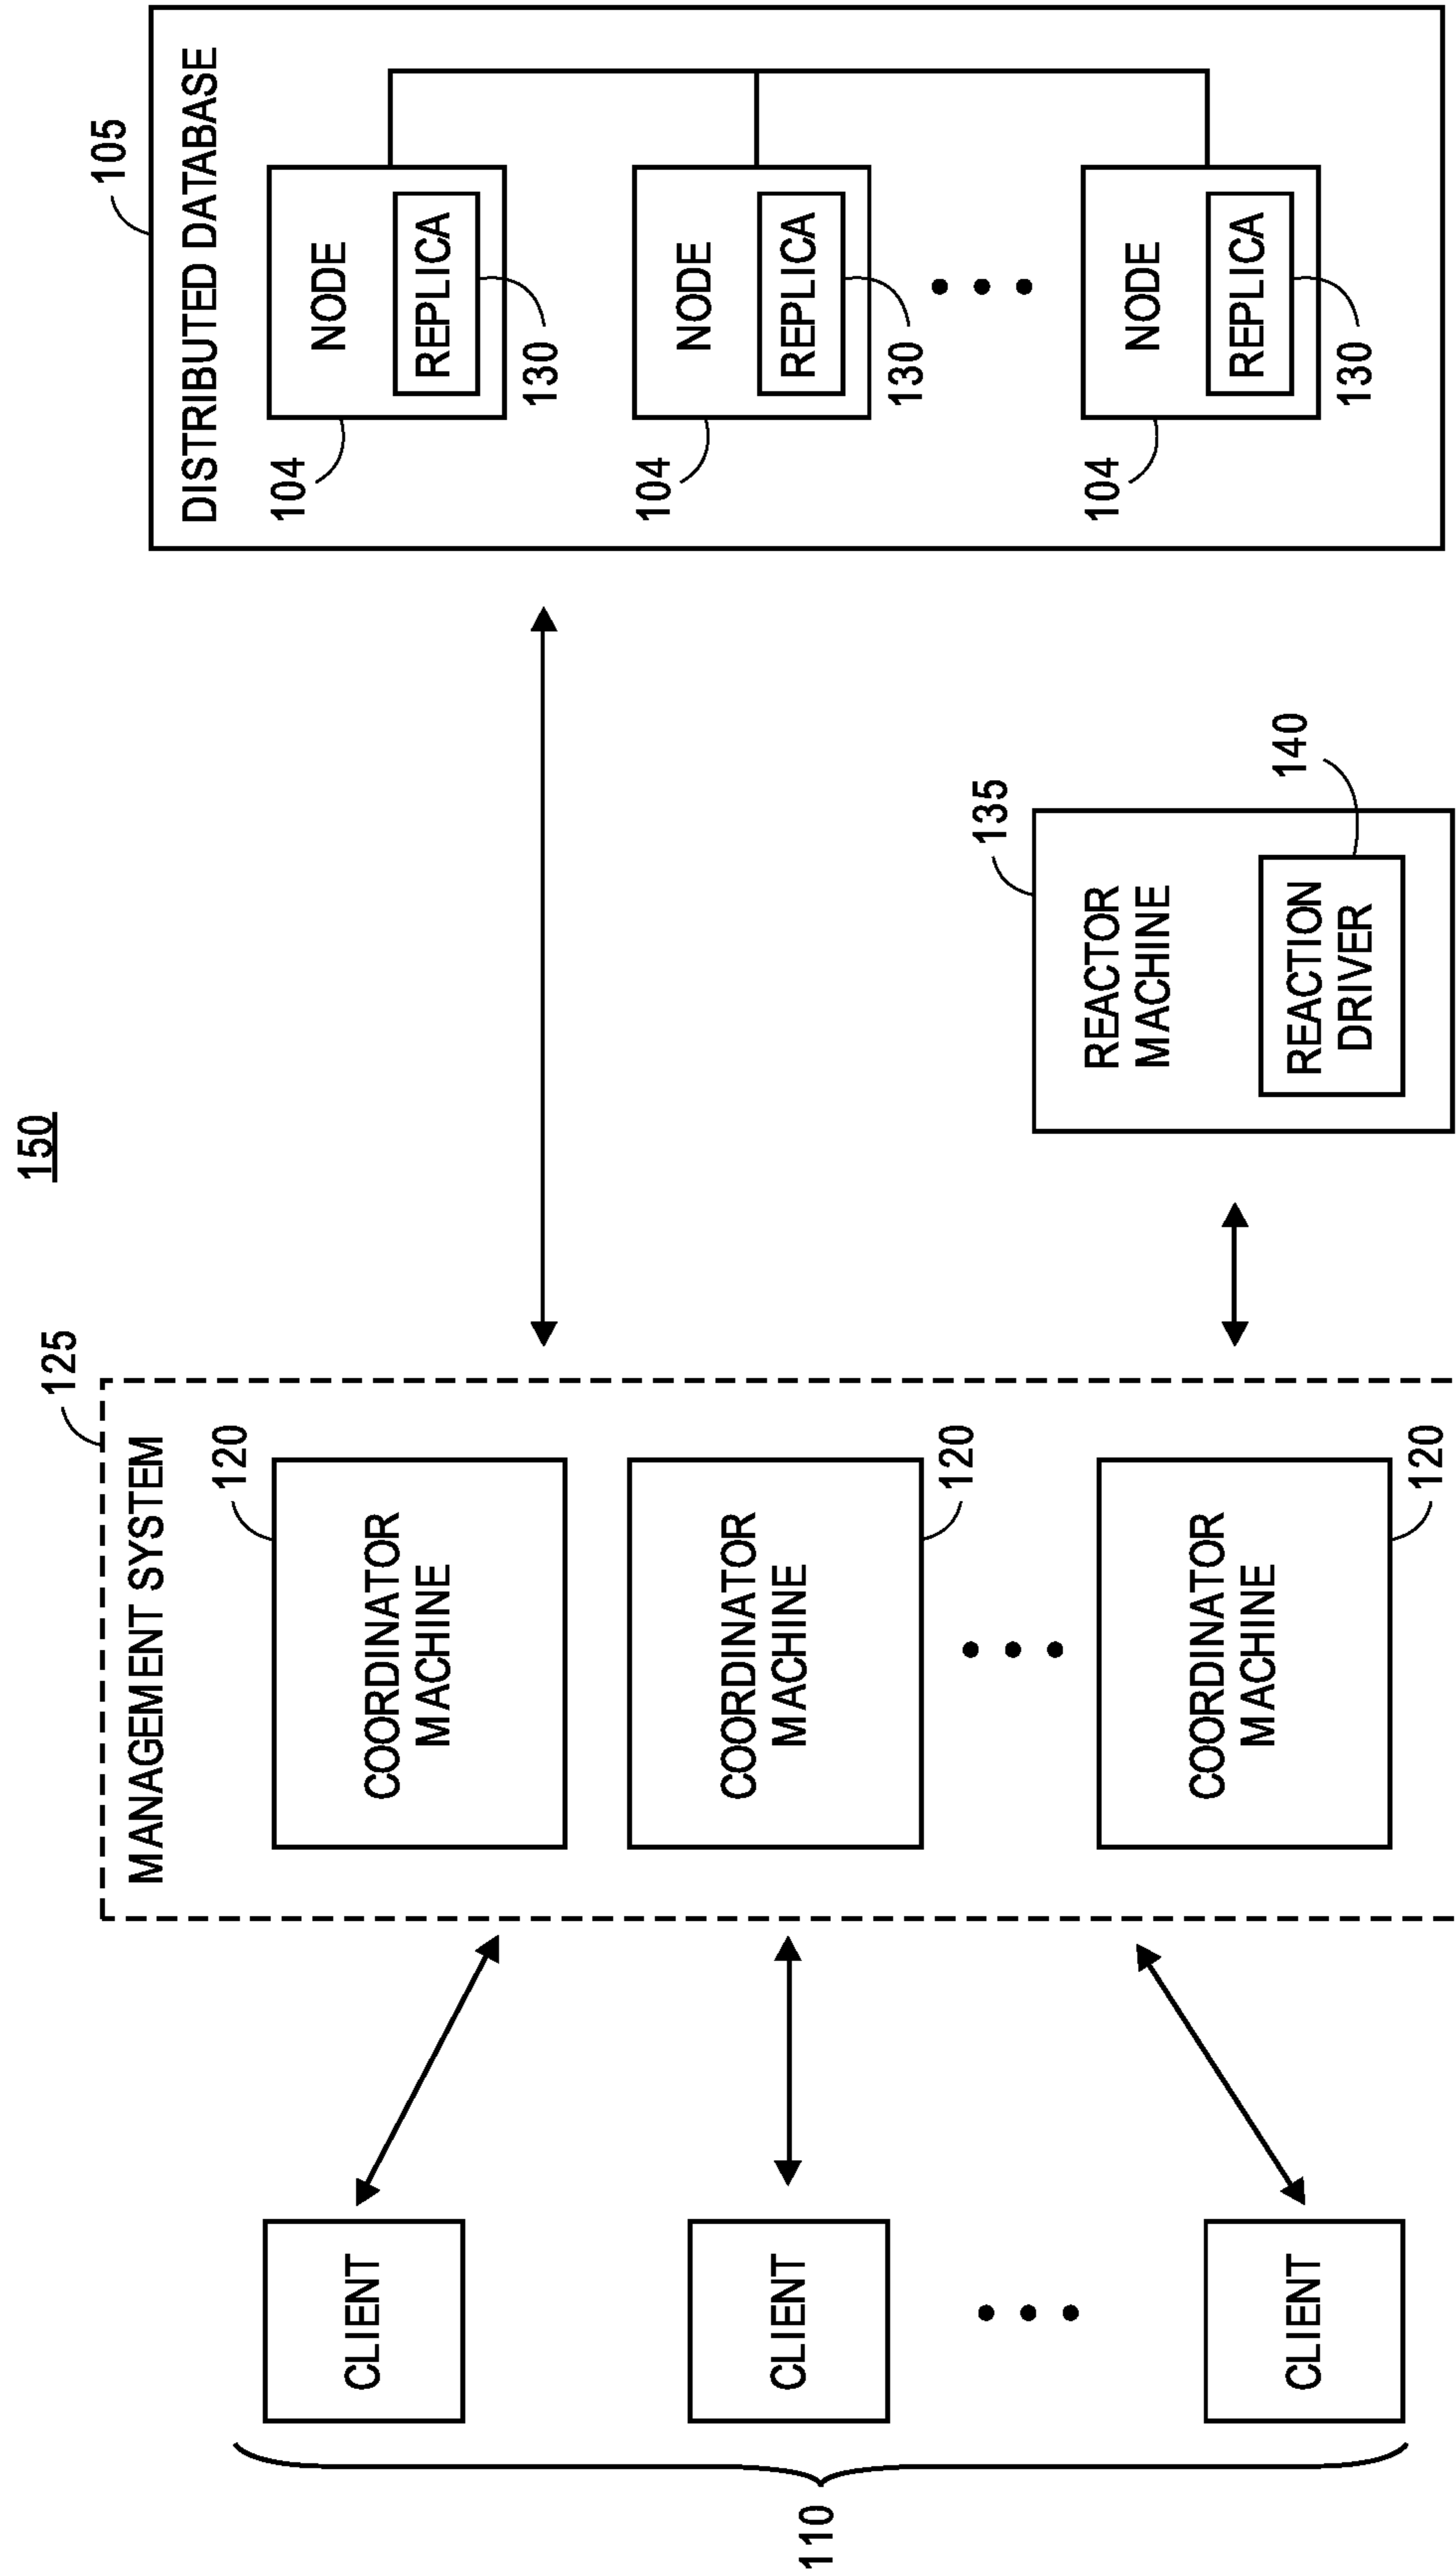 150
110
CLIENT
CLIENT
CLIENT
125
MANAGEMENT SYSTEM
120
COORDINATOR
MACHINE
COORDINATOR
MACHINE
120
COORDINATOR
MACHINE
120
135
REACTOR
MACHINE
140
REACTION
DRIVER
105
DISTRIBUTED DATABASE
104
NODE
REPLICA
130
104
NODE
REPLICA
130
104
NODE
REPLICA
130